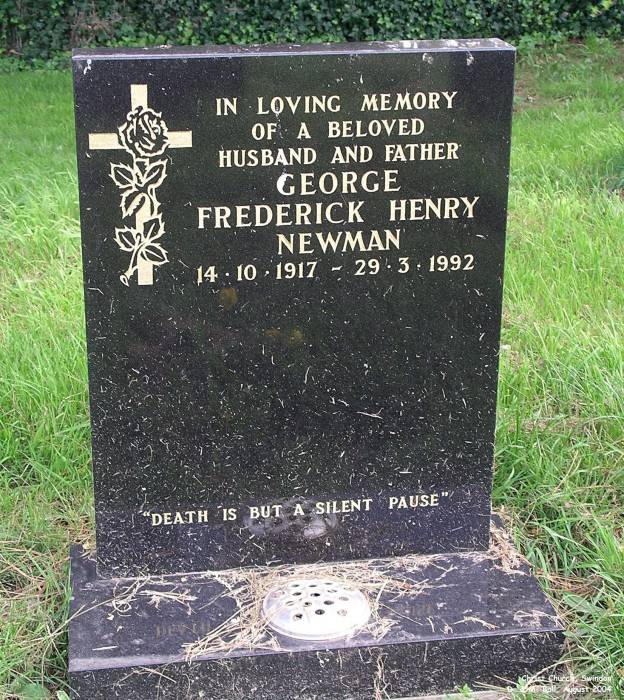 IN LOVING MEMORY
OF A BELOVED
HUSBAND AND FATHER
GEORGE
FREDERICK HENRY
NEWMAN
14 · 10 · 1917 - 29 · 3 · 1992
"DEATH IS BUT A SILENT PAUSE"
Christ Church, Swindon
Ball, August 2004